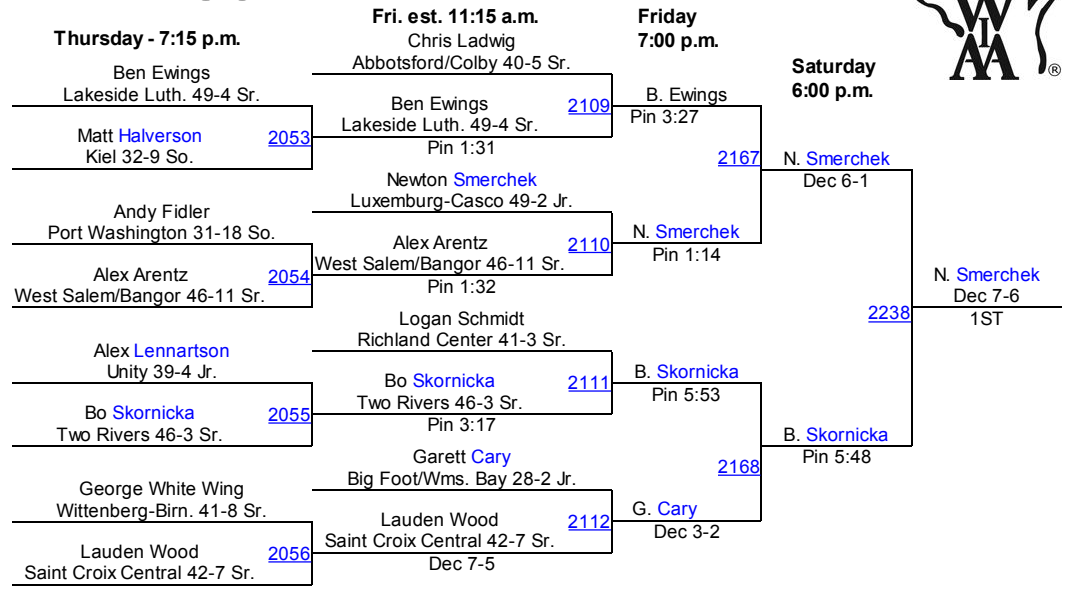 Thursday - 7:15 p.m.
Ben Ewings
Lakeside Luth. 49-4 Sr.
2053
Matt Halverson
Kiel 32-9 So.
Andy Fidler
Port Washington 31-18 So.
2054
Alex Arentz
West Salem/Bangor 46-11 Sr.
Alex Lennartson
Unity 39-4 Jr.
2055
Bo Skornicka
Two Rivers 46-3 Sr.
George White Wing
Wittenberg-Birn. 41-8 Sr.
2056
Lauden Wood
Saint Croix Central 42-7 Sr.
Fri. est. 11:15 a.m.
Chris Ladwig
Abbotsford/Colby 40-5 Sr.
2109
Ben Ewings
Lakeside Luth. 49-4 Sr.
Pin 1:31
Newton Smerchek
Luxemburg-Casco 49-2 Jr.
2110
Alex Arentz
West Salem/Bangor 46-11 Sr.
Pin 1:32
Logan Schmidt
Richland Center 41-3 Sr.
2111
Bo Skornicka
Two Rivers 46-3 Sr.
Pin 3:17
Garett Cary
Big Foot/Wms. Bay 28-2 Jr.
2112
Lauden Wood
Saint Croix Central 42-7 Sr.
Dec 7-5
Friday
7:00 p.m.
B. Ewings
Pin 3:27
2167
N. Smerchek
Pin 1:14
B. Skornicka
Pin 5:53
2168
G. Cary
Dec 3-2
Saturday
6:00 p.m.
N. Smerchek
Dec 6-1
2238
B. Skornicka
Pin 5:48
N. Smerchek
Dec 7-6
1ST
WIAA
®